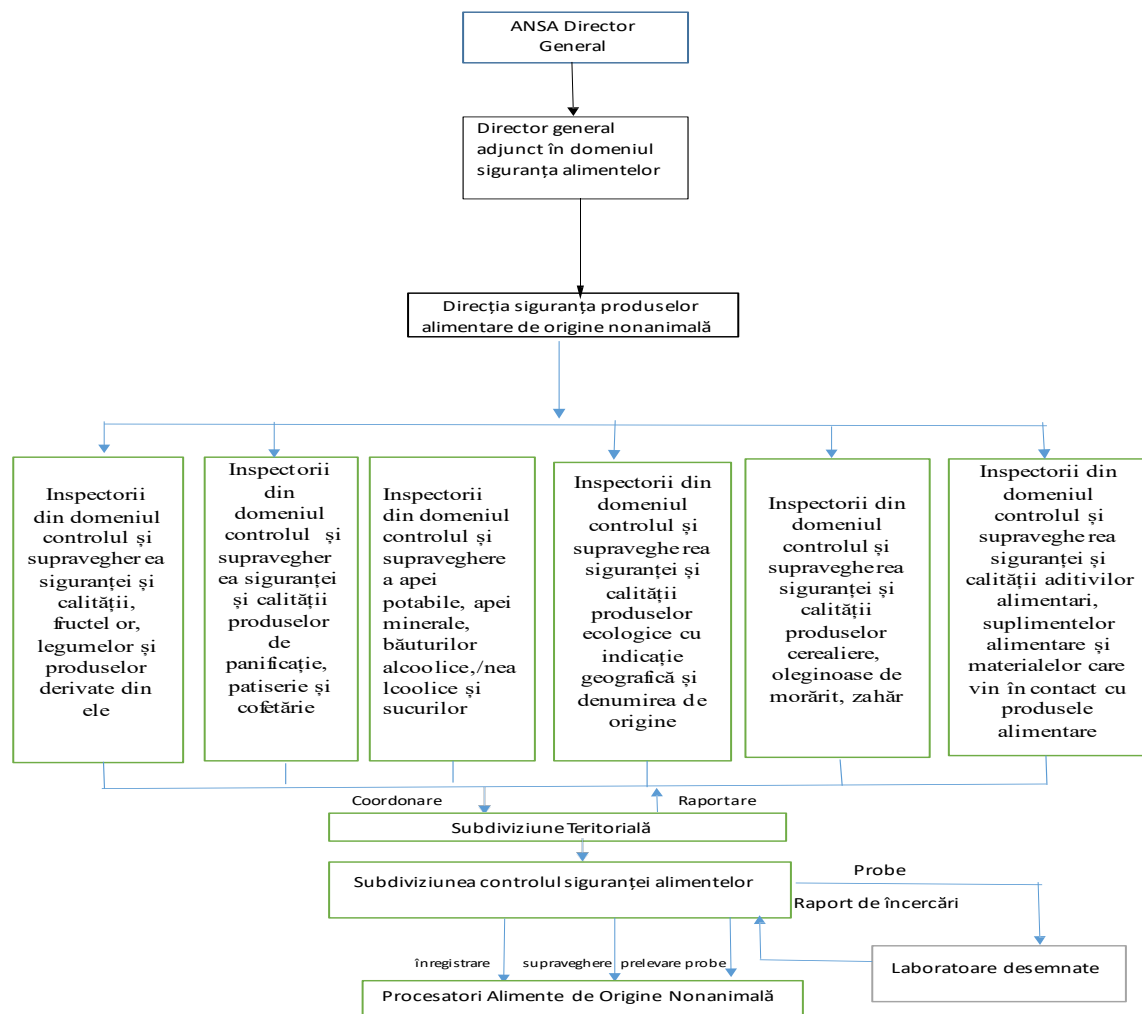 ANSA Director
General
Director general
adjunct în domeniul
siguranța alimentelor
Direcția siguranța produselor
alimentare de origine nonanimală
Inspectorii
din domeniul
controlul și
supravegher ea
siguranței și
calității,
fructel or,
legumelor și
produselor
derivate din
ele
Inspectorii
din
domeniul
controlul și
supravegher
ea siguranței
și calității
produselor
de
panificație,
patiserie și
cofetărie
Inspectorii
din domeniul
controlul și
supraveghere
a apei
potabile, apei
minerale,
băuturilor
alcoolice,/nea
lcoolice și
sucurilor
Inspectorii din
domeniul
controlul și
supraveghe rea
siguranței și
calității
produselor
ecologice cu
indicație
geografică și
denumirea de
origine
Inspectorii din
domeniul
controlul și
supravegherea
siguranței și
calității
produselor
cerealiere,
oleginoase de
morărit, zahăr
Inspectorii din
domeniul
controlul și
supravegherea
siguranței și
calității aditivilor
alimentari,
suplimentelor
alimentare și
materialelor care
vin în contact cu
produsele
alimentare
Coordonare
Raportare
Subdiviziune Teritorială
Subdiviziunea controlul siguranței alimentelor
Probe
Raport de încercări
Laboratoare desemnate
înregistrare
supraveghere
prelevare probe
Procesatori Alimente de Origine Nonanimală